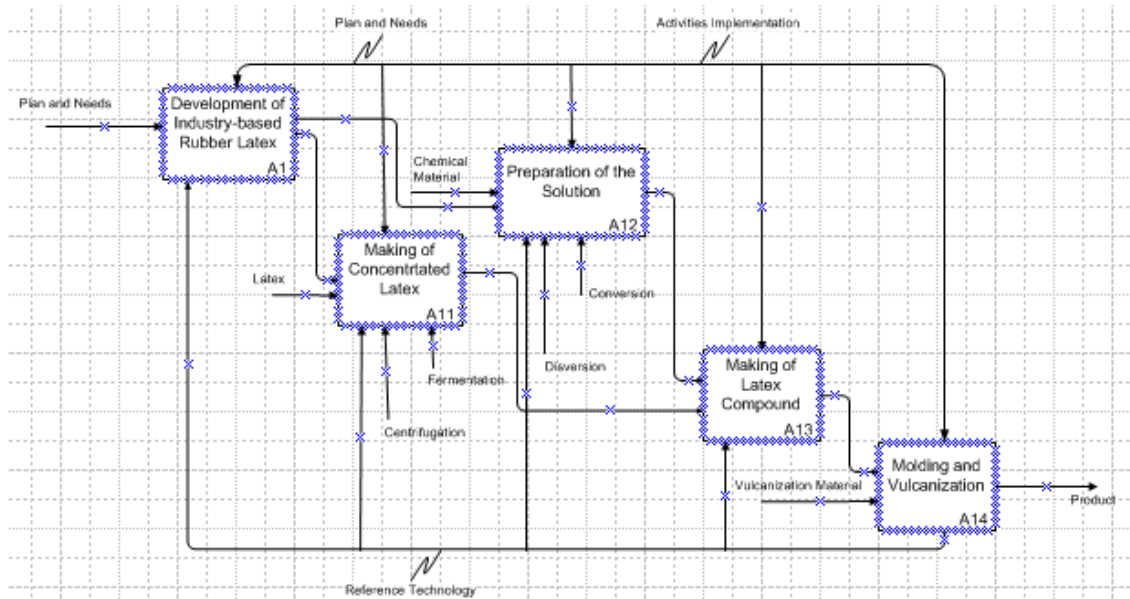 Plan and Needs
Activities Implementation
Plan and Needs
Development of
Industry-based
Rubber Latex
A1
Chemical
Material
Preparation of the
Solution
A12
Making of
Concentrtated
Latex
A11
Latex
Conversion
Disversion
Fermentation
Centrifugation
Making of
Latex
Compound
A13
Vulcanization Material
Molding and
Vulcanization
A14
Product
Reference Technology